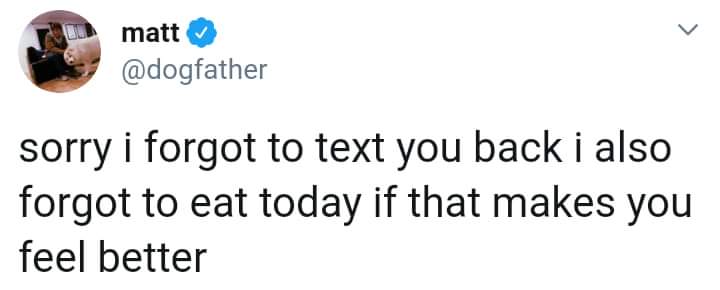 matt
@dogfather
sorry i forgot to text you back i also
forgot to eat today if that makes you
feel better